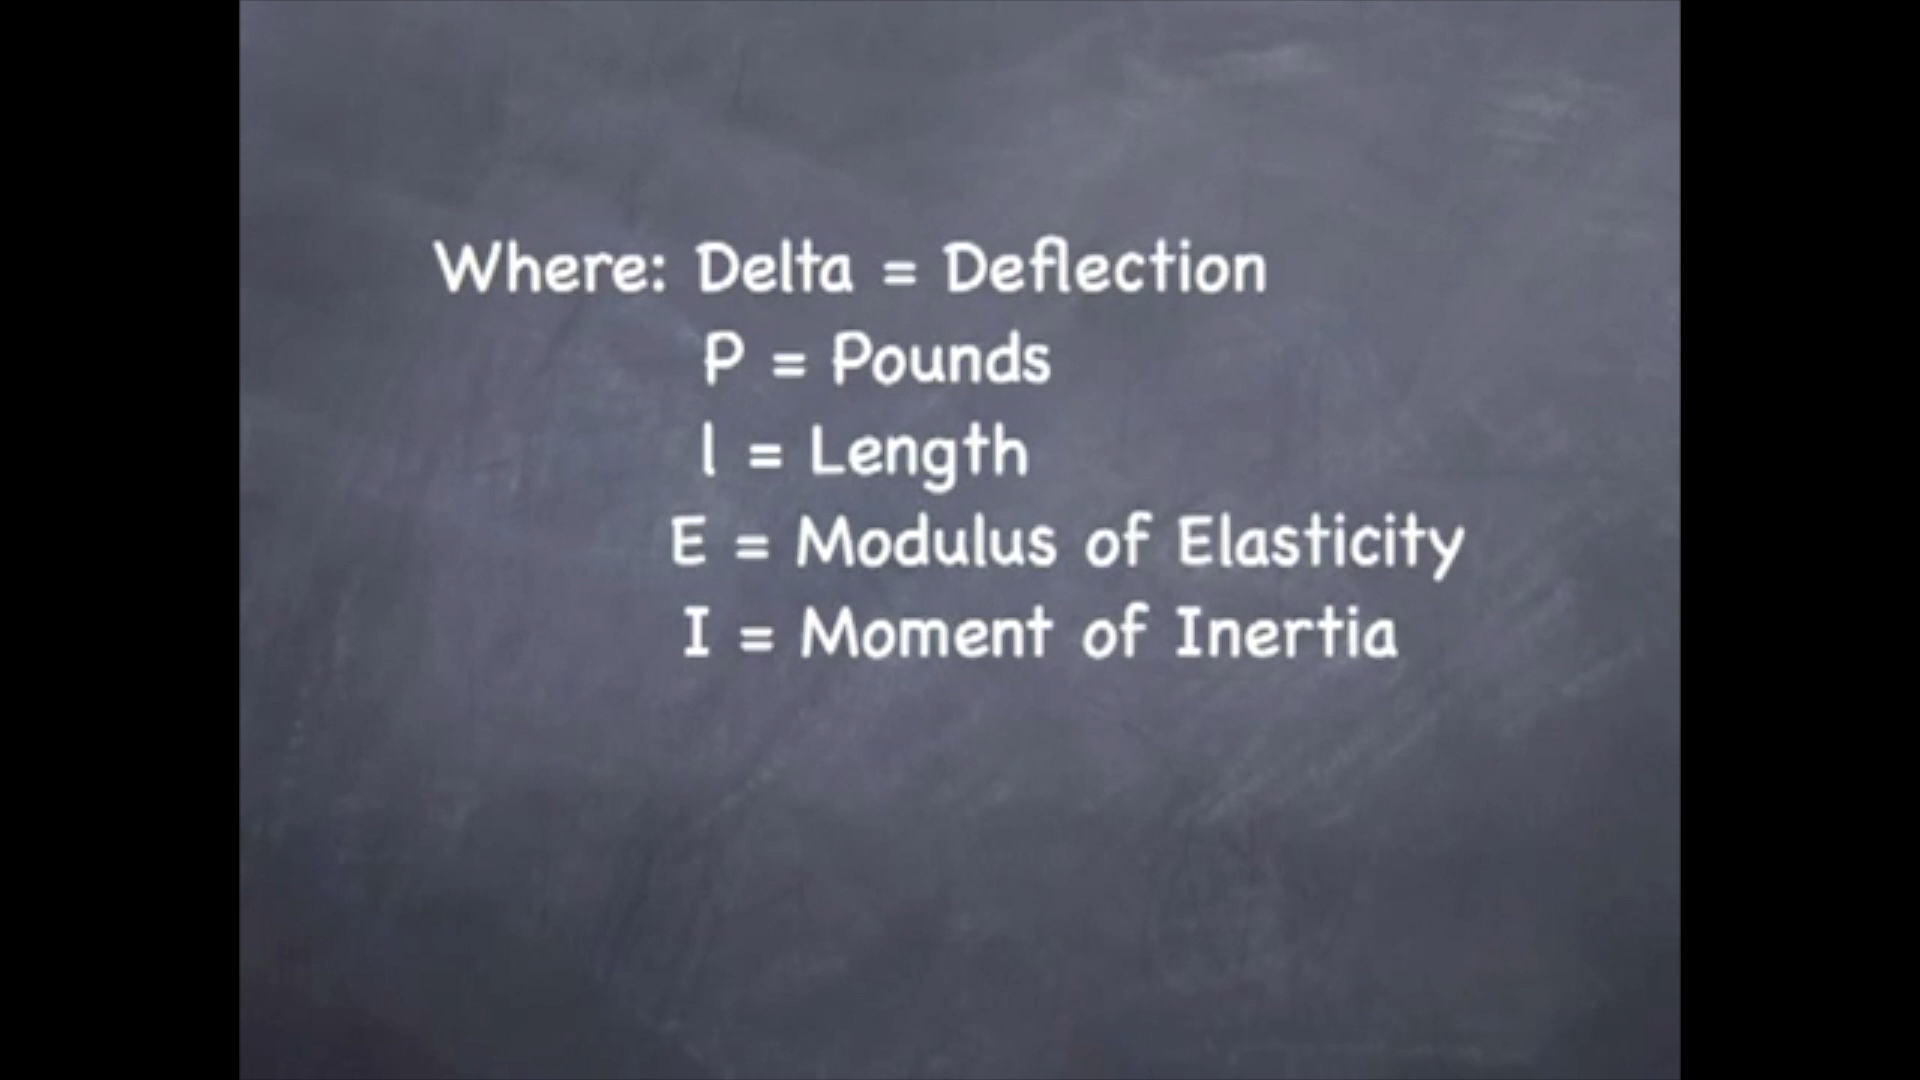 Where: Delta = Deflection
P = Pounds
l = Length
E = Modulus of Elasticity
I = Moment of Inertia